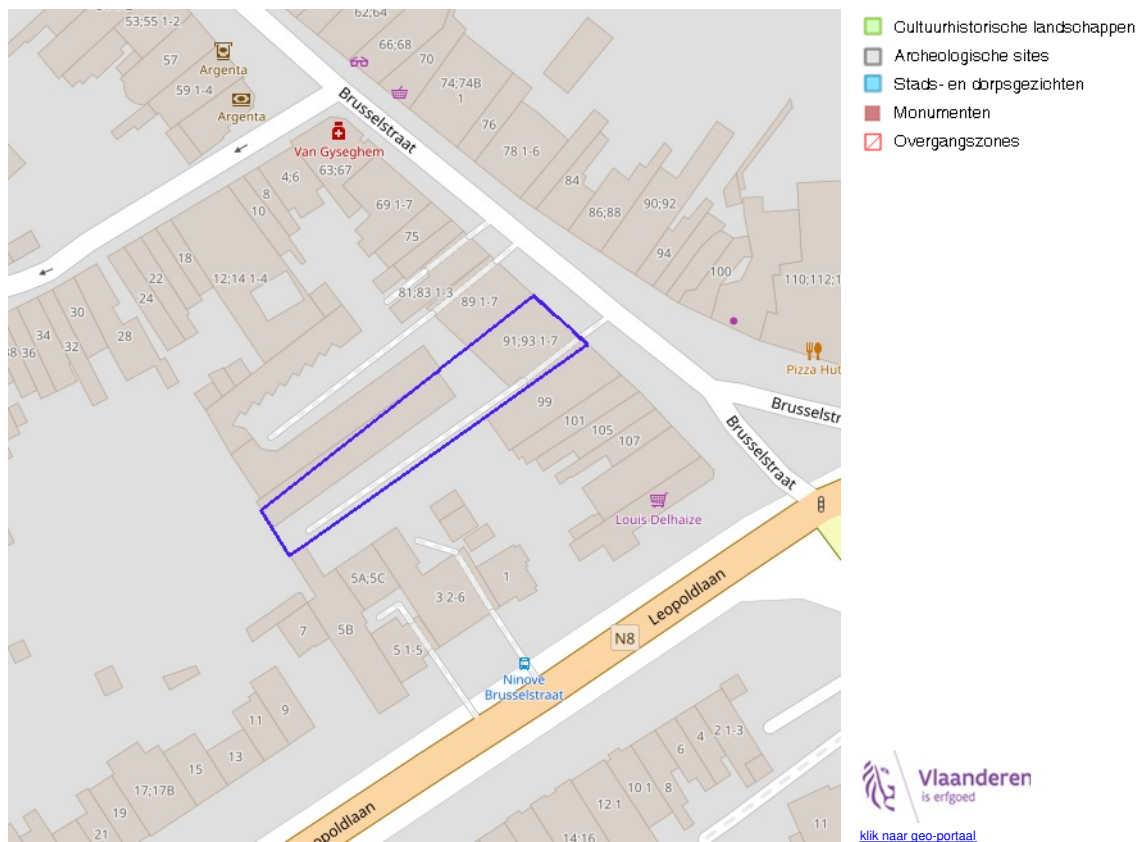 62;64
53;55 1-2
66;68
57
Argenta
70
74;74B
1
59 1-4
Argenta
Brusselstraat
76
Van Gyseghem
63;67
78 1-6
4;6
84
8
10
69 1-7
86;88
90;92
75
94
18
100
22
12;14 1-4
110;112;1
24
81;83 1-3
89 1-7
30
34
28
32
38
36
91;93 1-7
Pizza Hut
99
101
105
107
Brusselstr
Brusselstraat
Louis Delhaize
5A;5C
1
3 2-6
Leopoldlaan
7
5B
N8
5 1-5
Ninove
Brusselstraat
9
11
2 1-3
4
6
13
15
10 1
8
17;17B
12 1
19
11
21
opoldlaan
14;16
Cultuurhistorische landschappen
Archeologische sites
Stads- en dorpsgezichten
Monumenten
Overgangszones
Vlaanderen
is erfgoed
klik naar geo-portaal